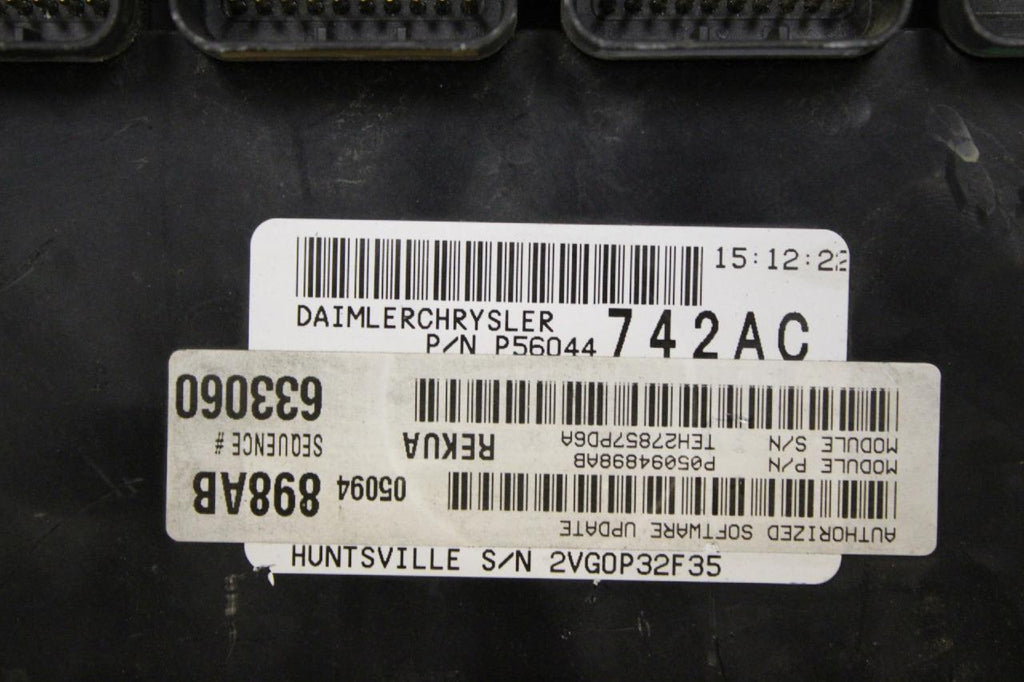 15:12:22
DAIMLERCHRYSLER
P/N P56044 742AC
AUTHORIZED SOFTWARE UPDATE
05094 898AB
MODULE P/N P05094898AB
MODULE S/N TEH27857PD6A
REKUA
SEQUENCE #
633060
HUNTSVILLE S/N 2VG0P32F35